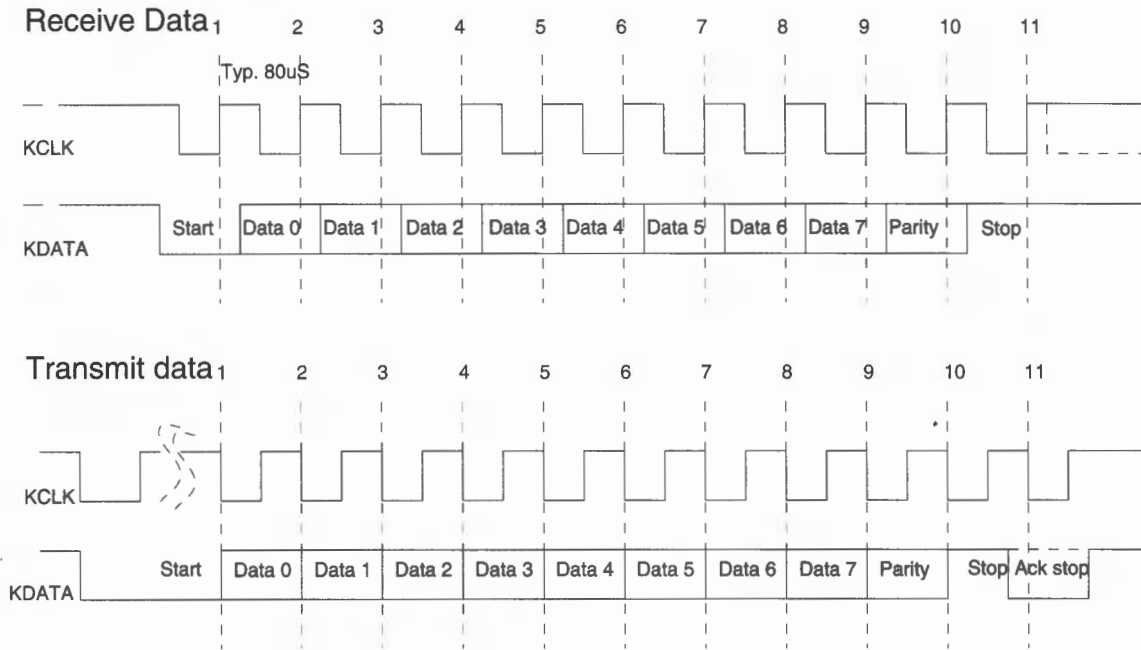 Receive Data 1 2 3 4 5 6 7 8 9 10 11
Typ. 80uS
KCLK
Start Data 0 Data 1 Data 2 Data 3 Data 4 Data 5 Data 6 Data 7 Parity Stop
KDATA
Transmit data 1 2 3 4 5 6 7 8 9 10 11
KCLK
Start Data 0 Data 1 Data 2 Data 3 Data 4 Data 5 Data 6 Data 7 Parity Stop Ack stop
KDATA